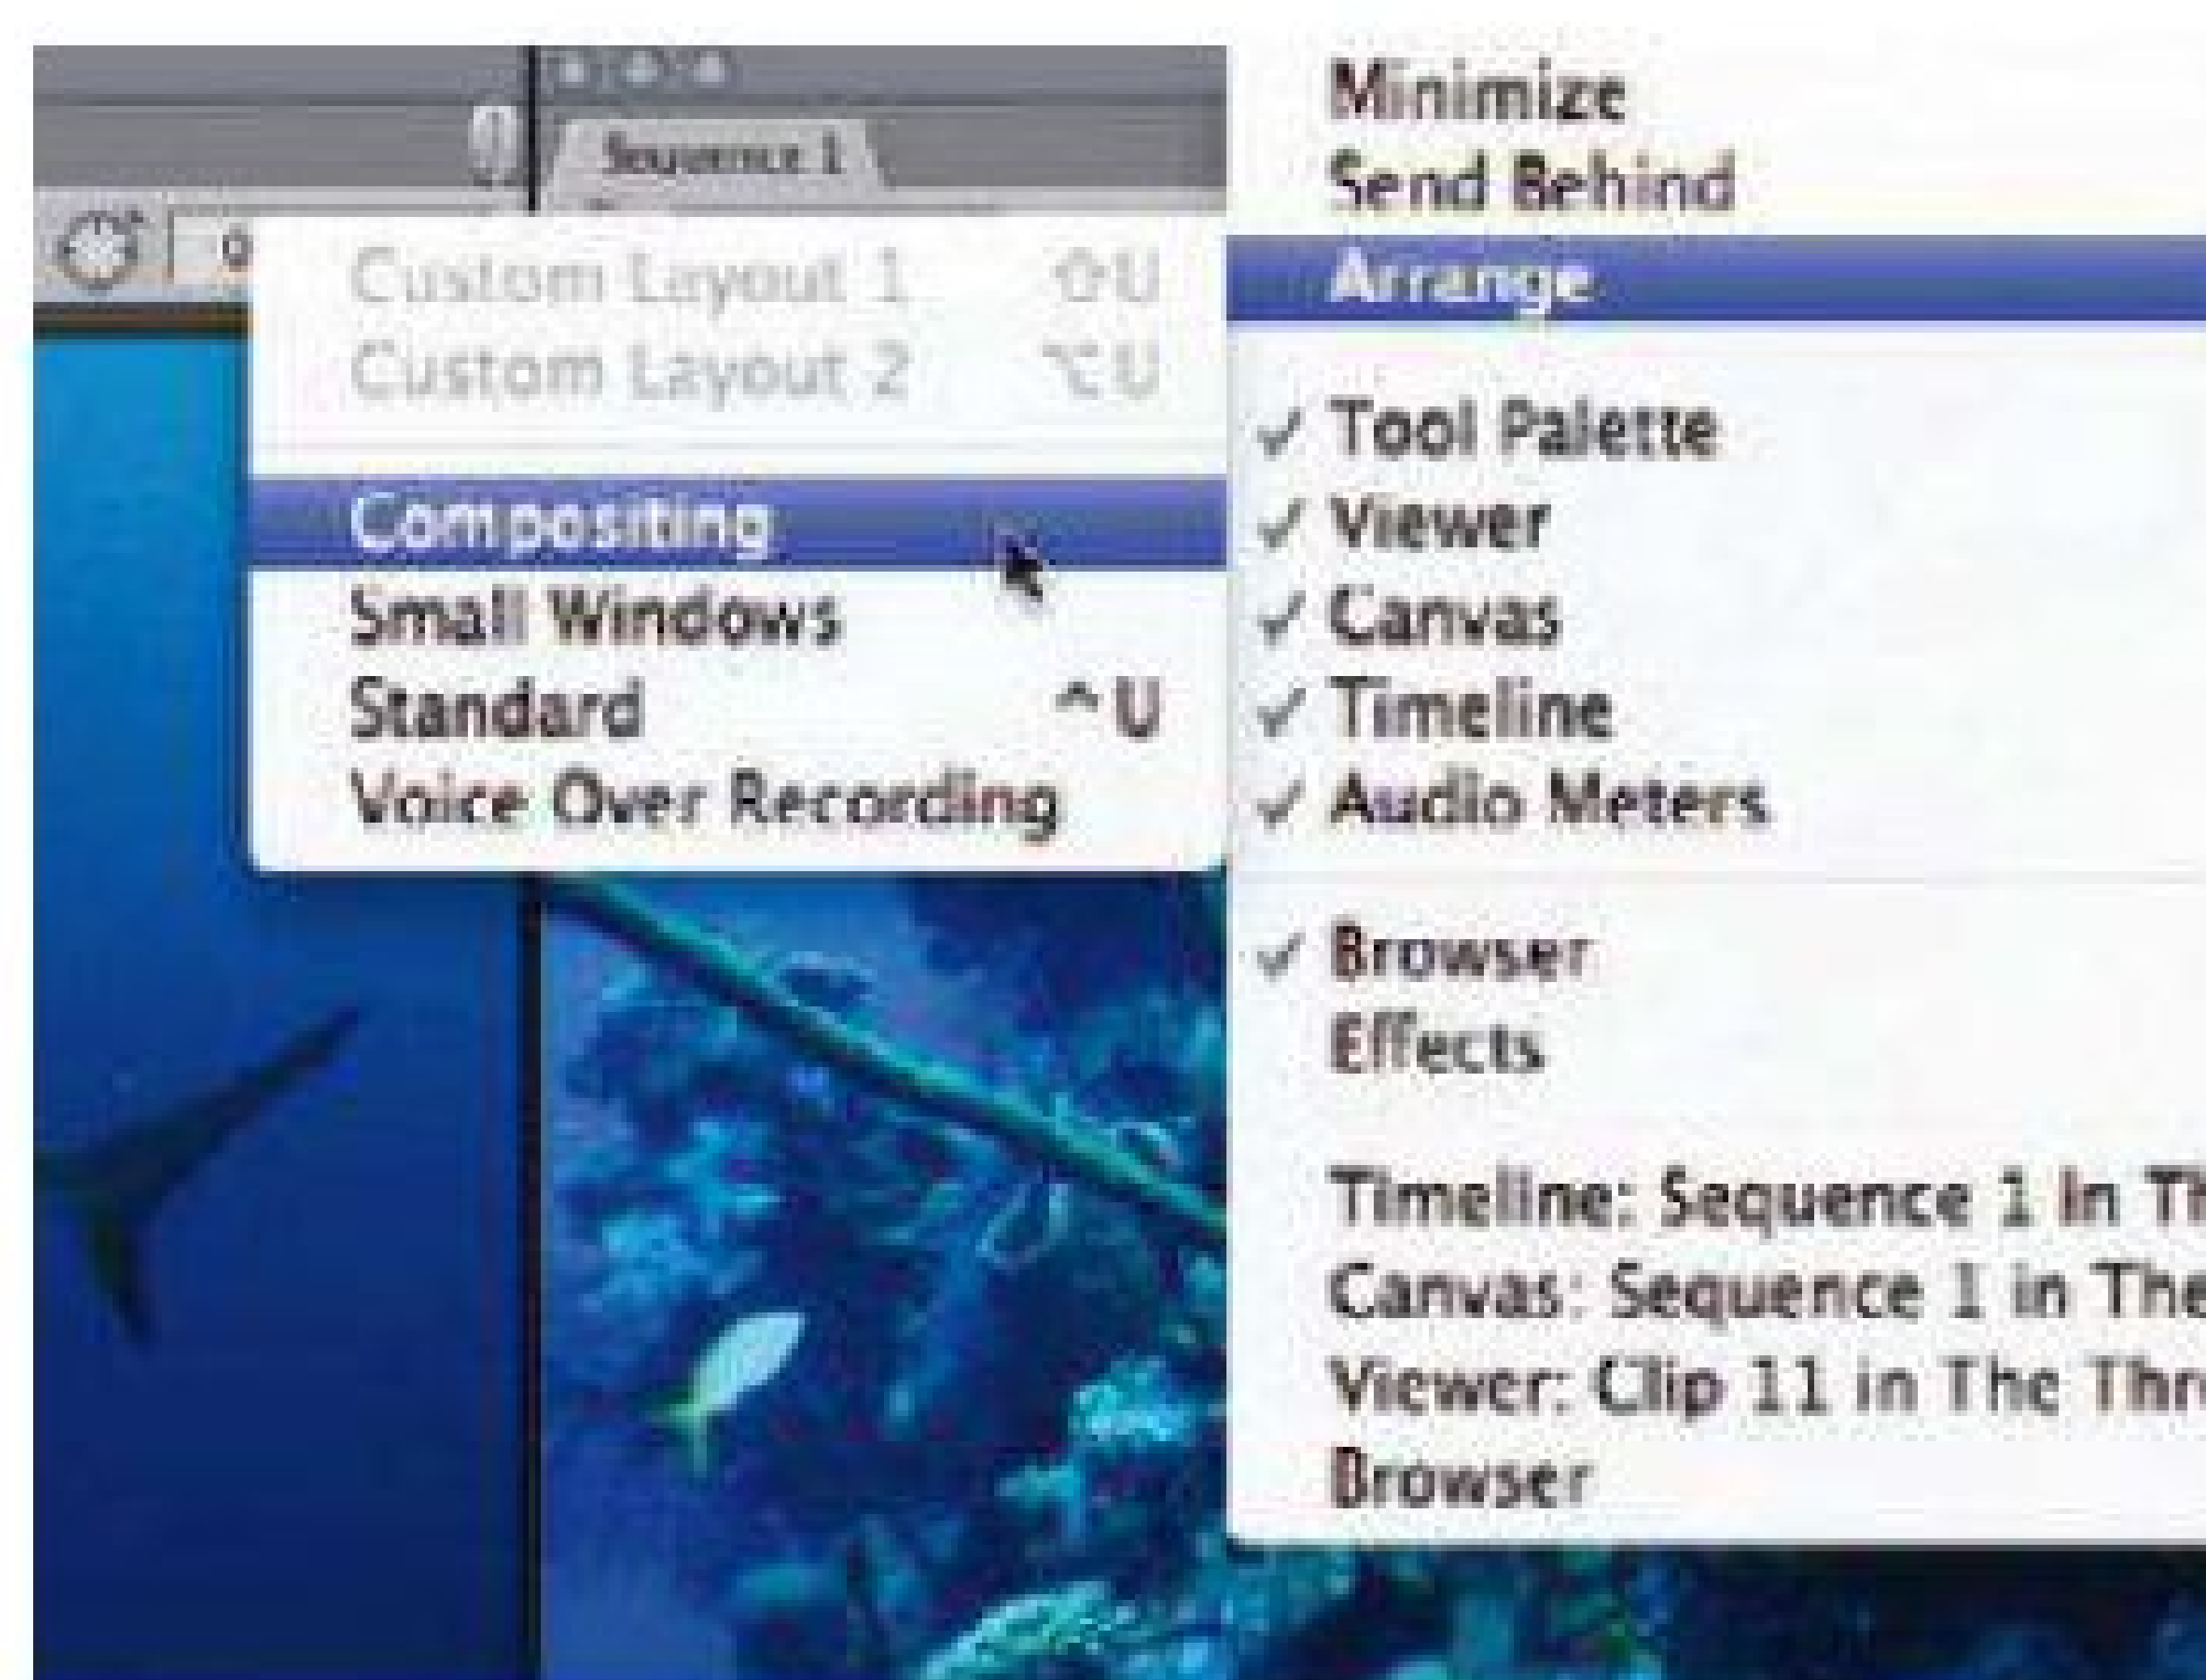 Sequence 1
0
Custom Layout 1 ⇧U
Custom Layout 2 ⌥U
Compositing
Small Windows
Standard ^U
Voice Over Recording
Minimize
Send Behind
Arrange
✓ Tool Palette
✓ Viewer
✓ Canvas
✓ Timeline
✓ Audio Meters
✓ Browser
Effects
Timeline: Sequence 1 in Th
Canvas: Sequence 1 in The
Viewer: Clip 11 in The Thr
Browser